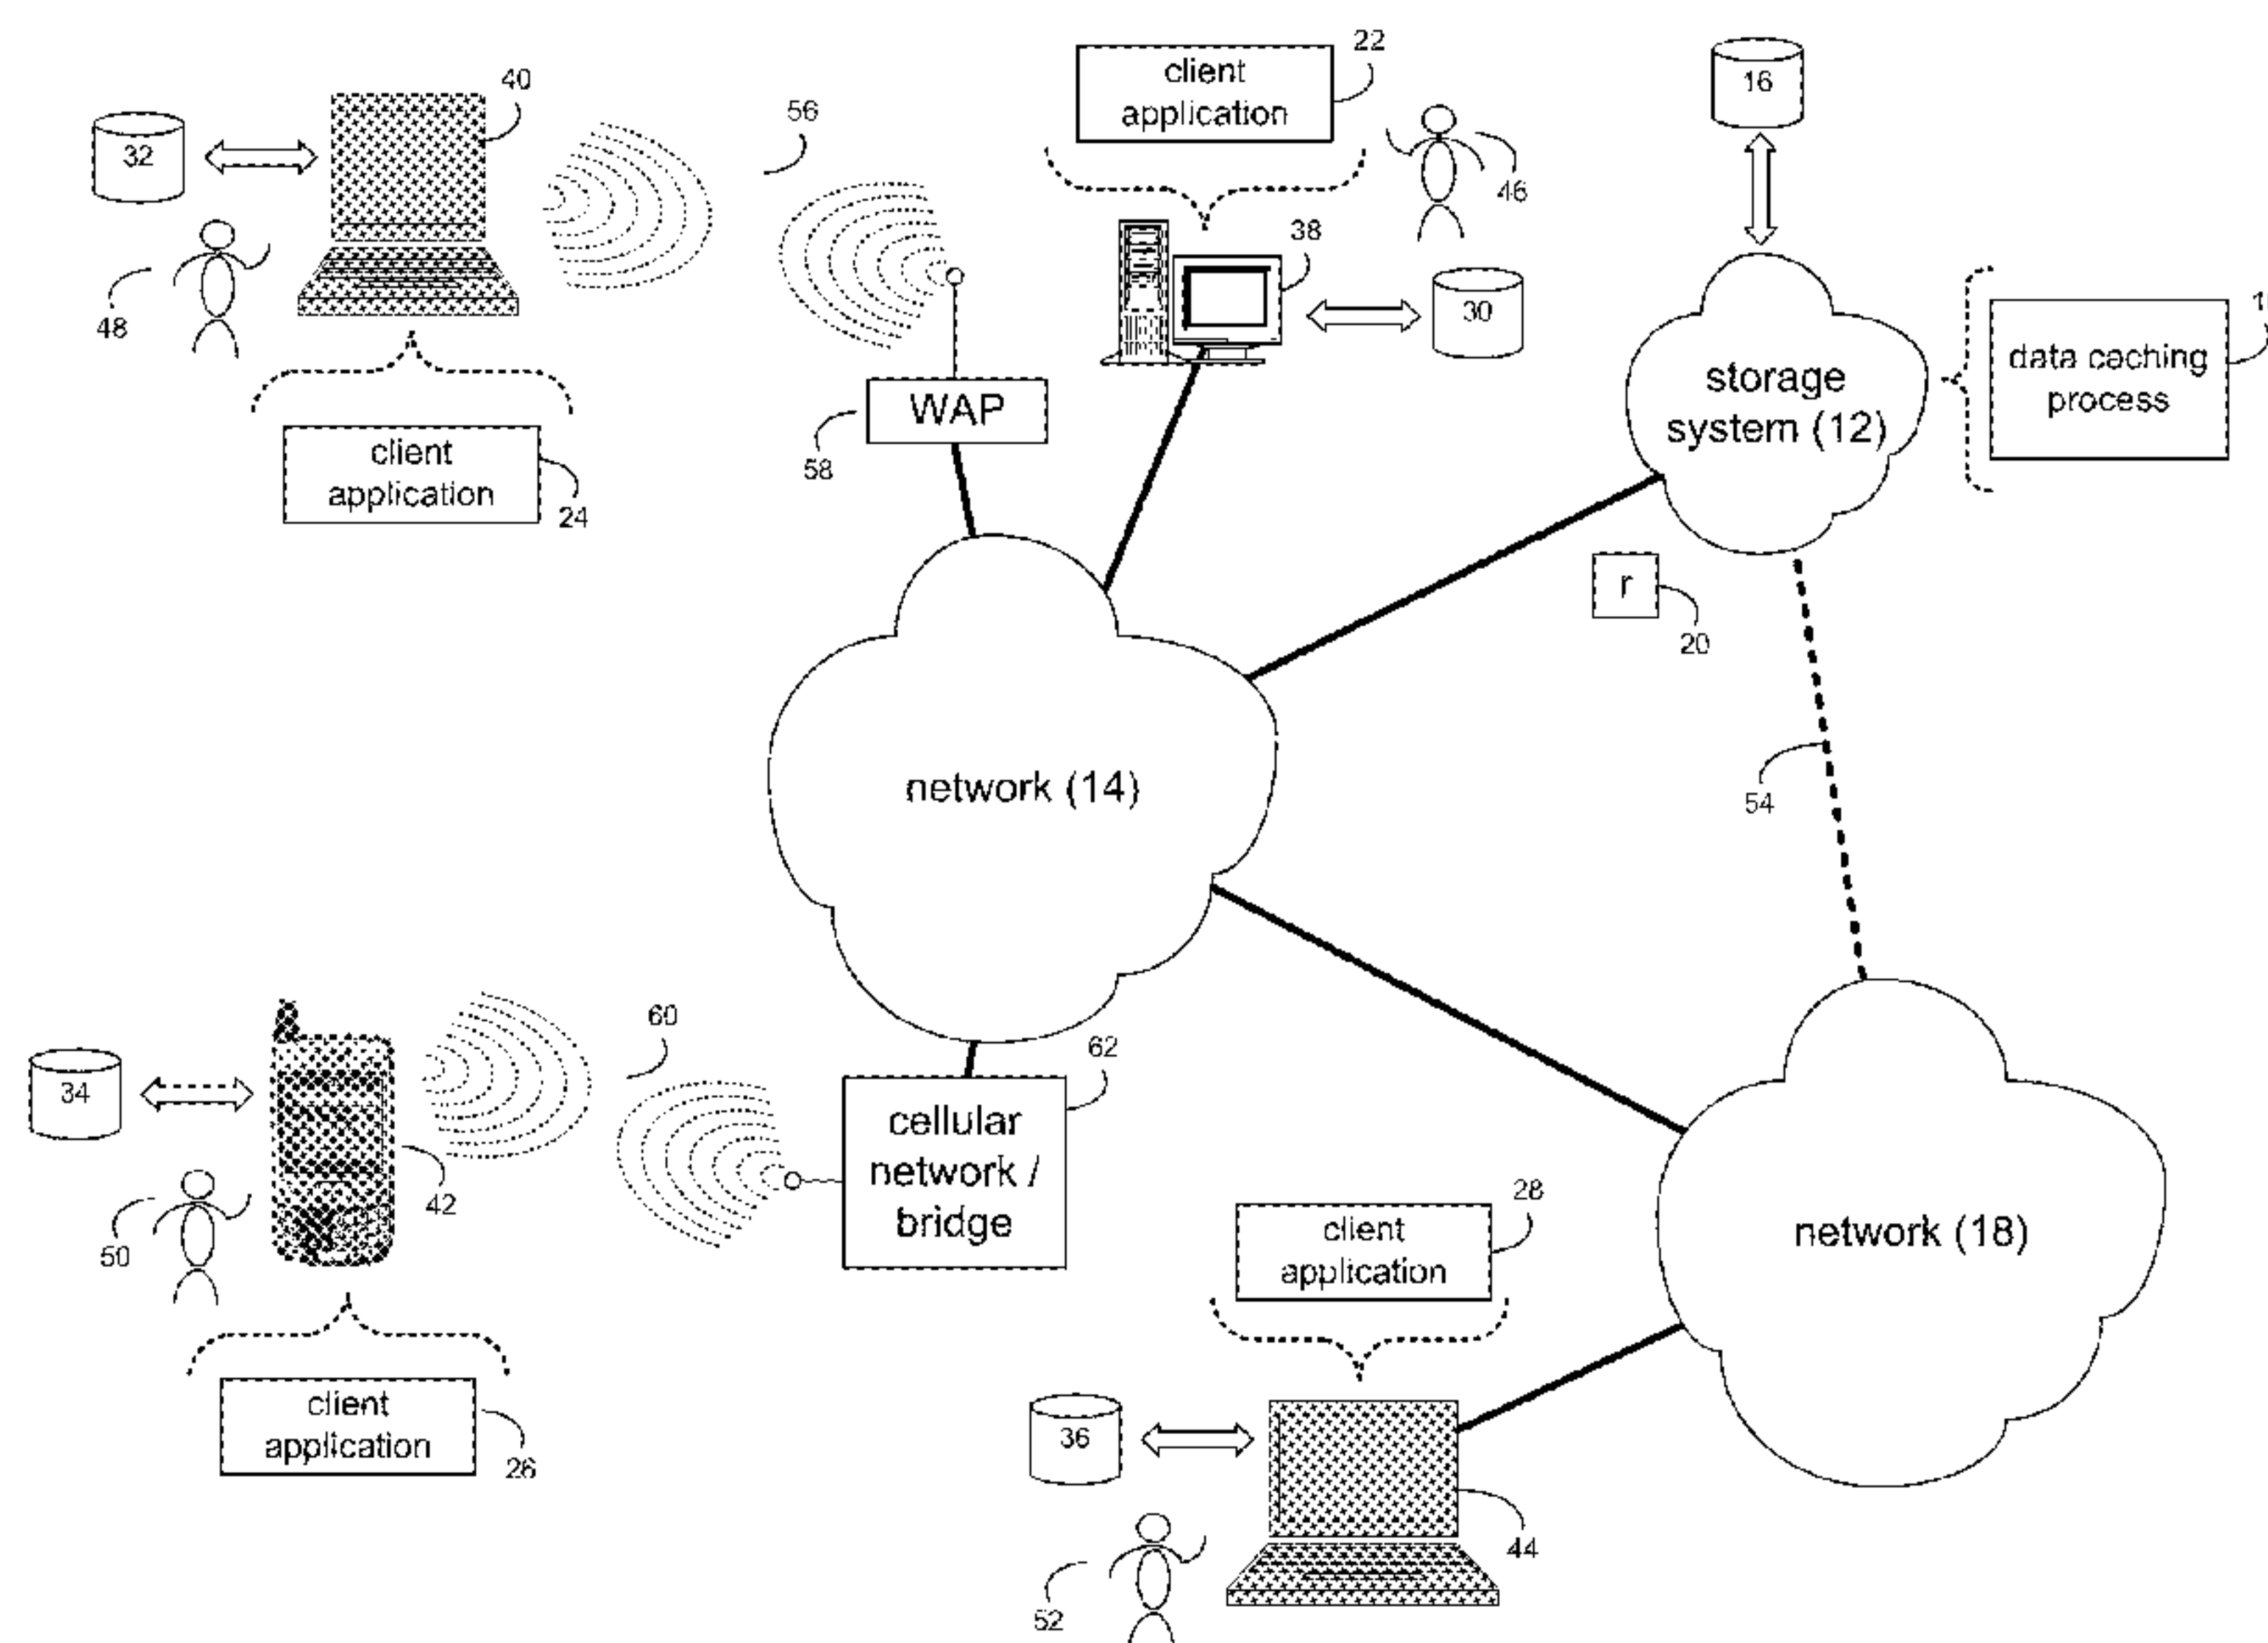 40
32
48
client
application
24
56
WAP
58
22
client
application
46
38
30
16
storage
system (12)
data caching
process
r
20
54
network (14)
34
42
50
client
application
26
60
62
cellular
network /
bridge
28
client
application
36
44
52
network (18)